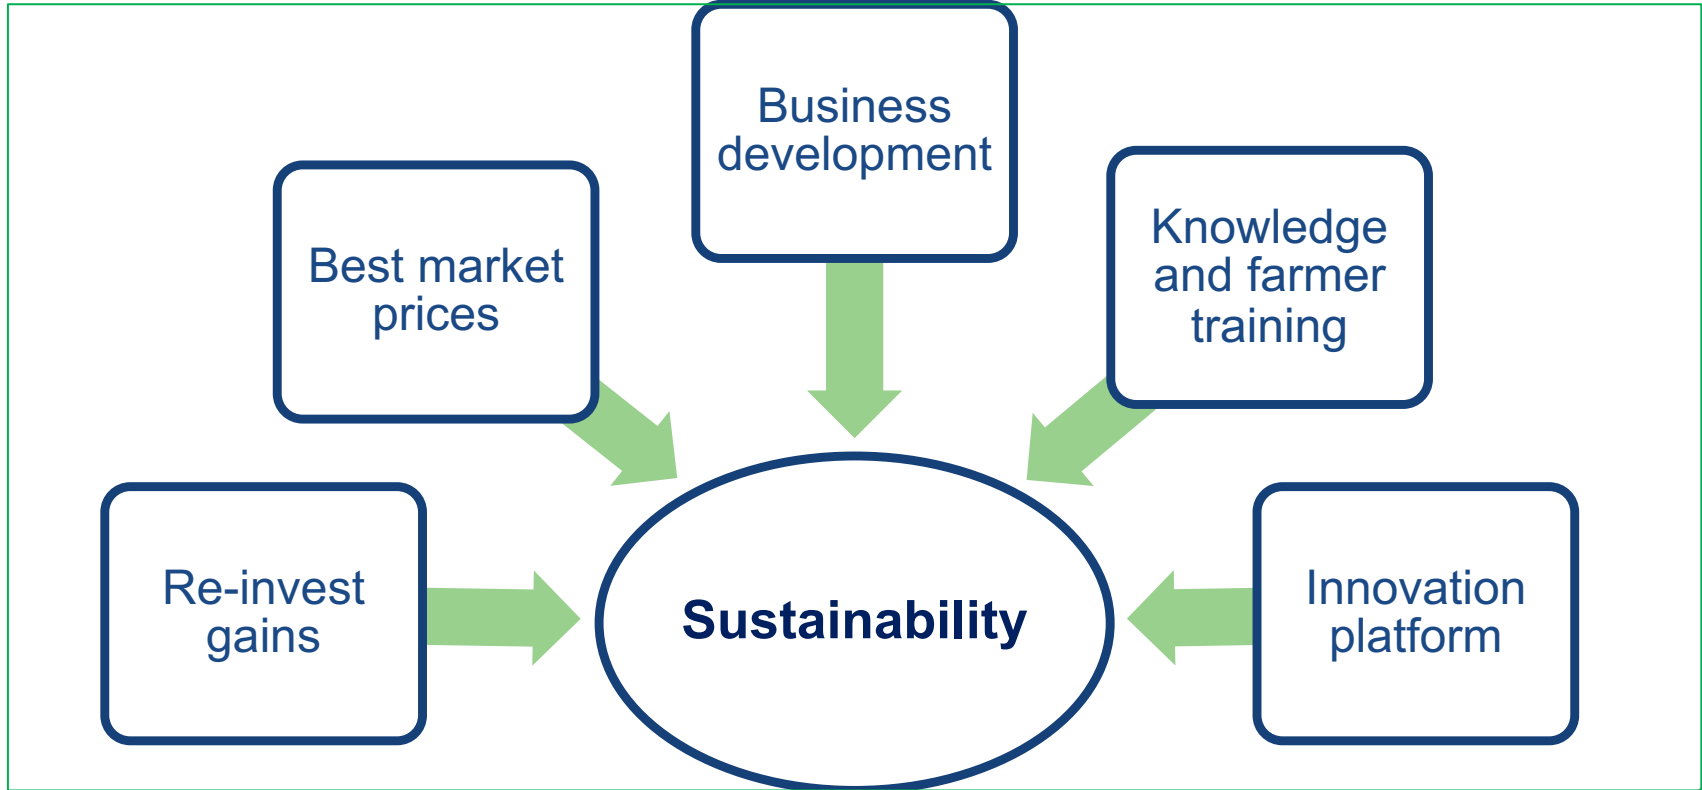 Business
development
Best market
prices
Knowledge
and farmer
training
Re-invest
gains
Sustainability
Innovation
platform